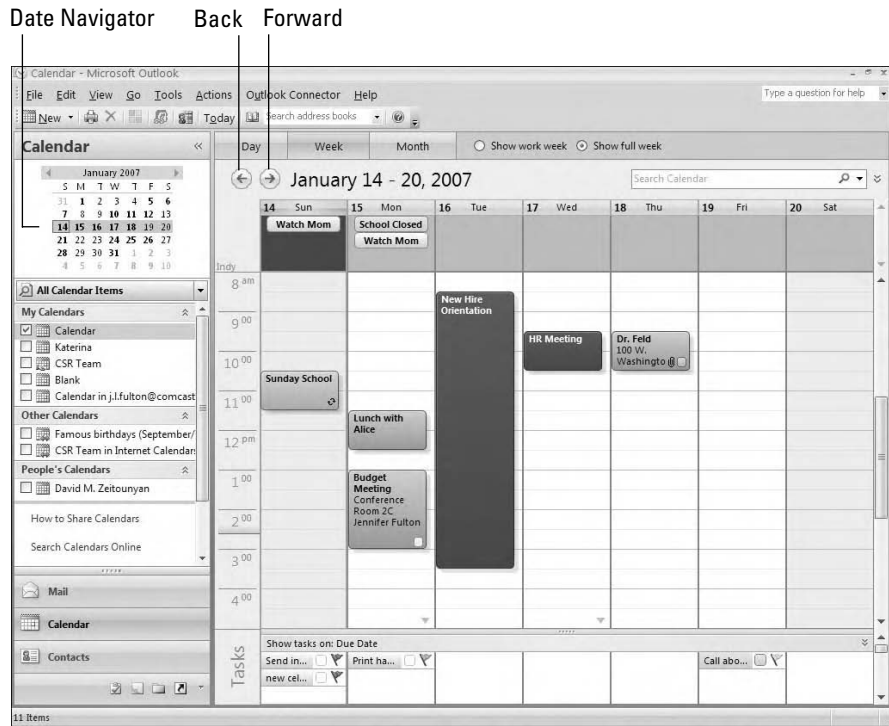 Date Navigator Back Forward
Calendar - Microsoft Outlook
File Edit View Go Tools Actions Outlook Connector Help Type a question for help
New Today Search address books
Calendar «
Day Week Month Show work week Show full week
January 2007
S M T W T F S
31 1 2 3 4 5 6
7 8 9 10 11 12 13
14 15 16 17 18 19 20
21 22 23 24 25 26 27
28 29 30 31 1 2 3
4 5 6 7 8 9 10
January 14 - 20, 2007 Search Calendar
14 Sun 15 Mon 16 Tue 17 Wed 18 Thu 19 Fri 20 Sat
Watch Mom School Closed
Watch Mom
Indy
All Calendar Items
My Calendars
Calendar
Katerina
CSR Team
Blank
Calendar in j.l.fulton@comcast
Other Calendars
Famous birthdays (September/
CSR Team in Internet Calendar
People's Calendars
David M. Zeitounyan
How to Share Calendars
Search Calendars Online
Mail
Calendar
Contacts
8 am
9 00
10 00
11 00
12 pm
1 00
2 00
3 00
4 00
Sunday School
Lunch with
Alice
Budget
Meeting
Conference
Room 2C
Jennifer Fulton
New Hire
Orientation
HR Meeting
Dr. Feld
100 W.
Washingto
Tasks
Show tasks on: Due Date
Send in... Print ha... Call abo...
new cel...
11 Items